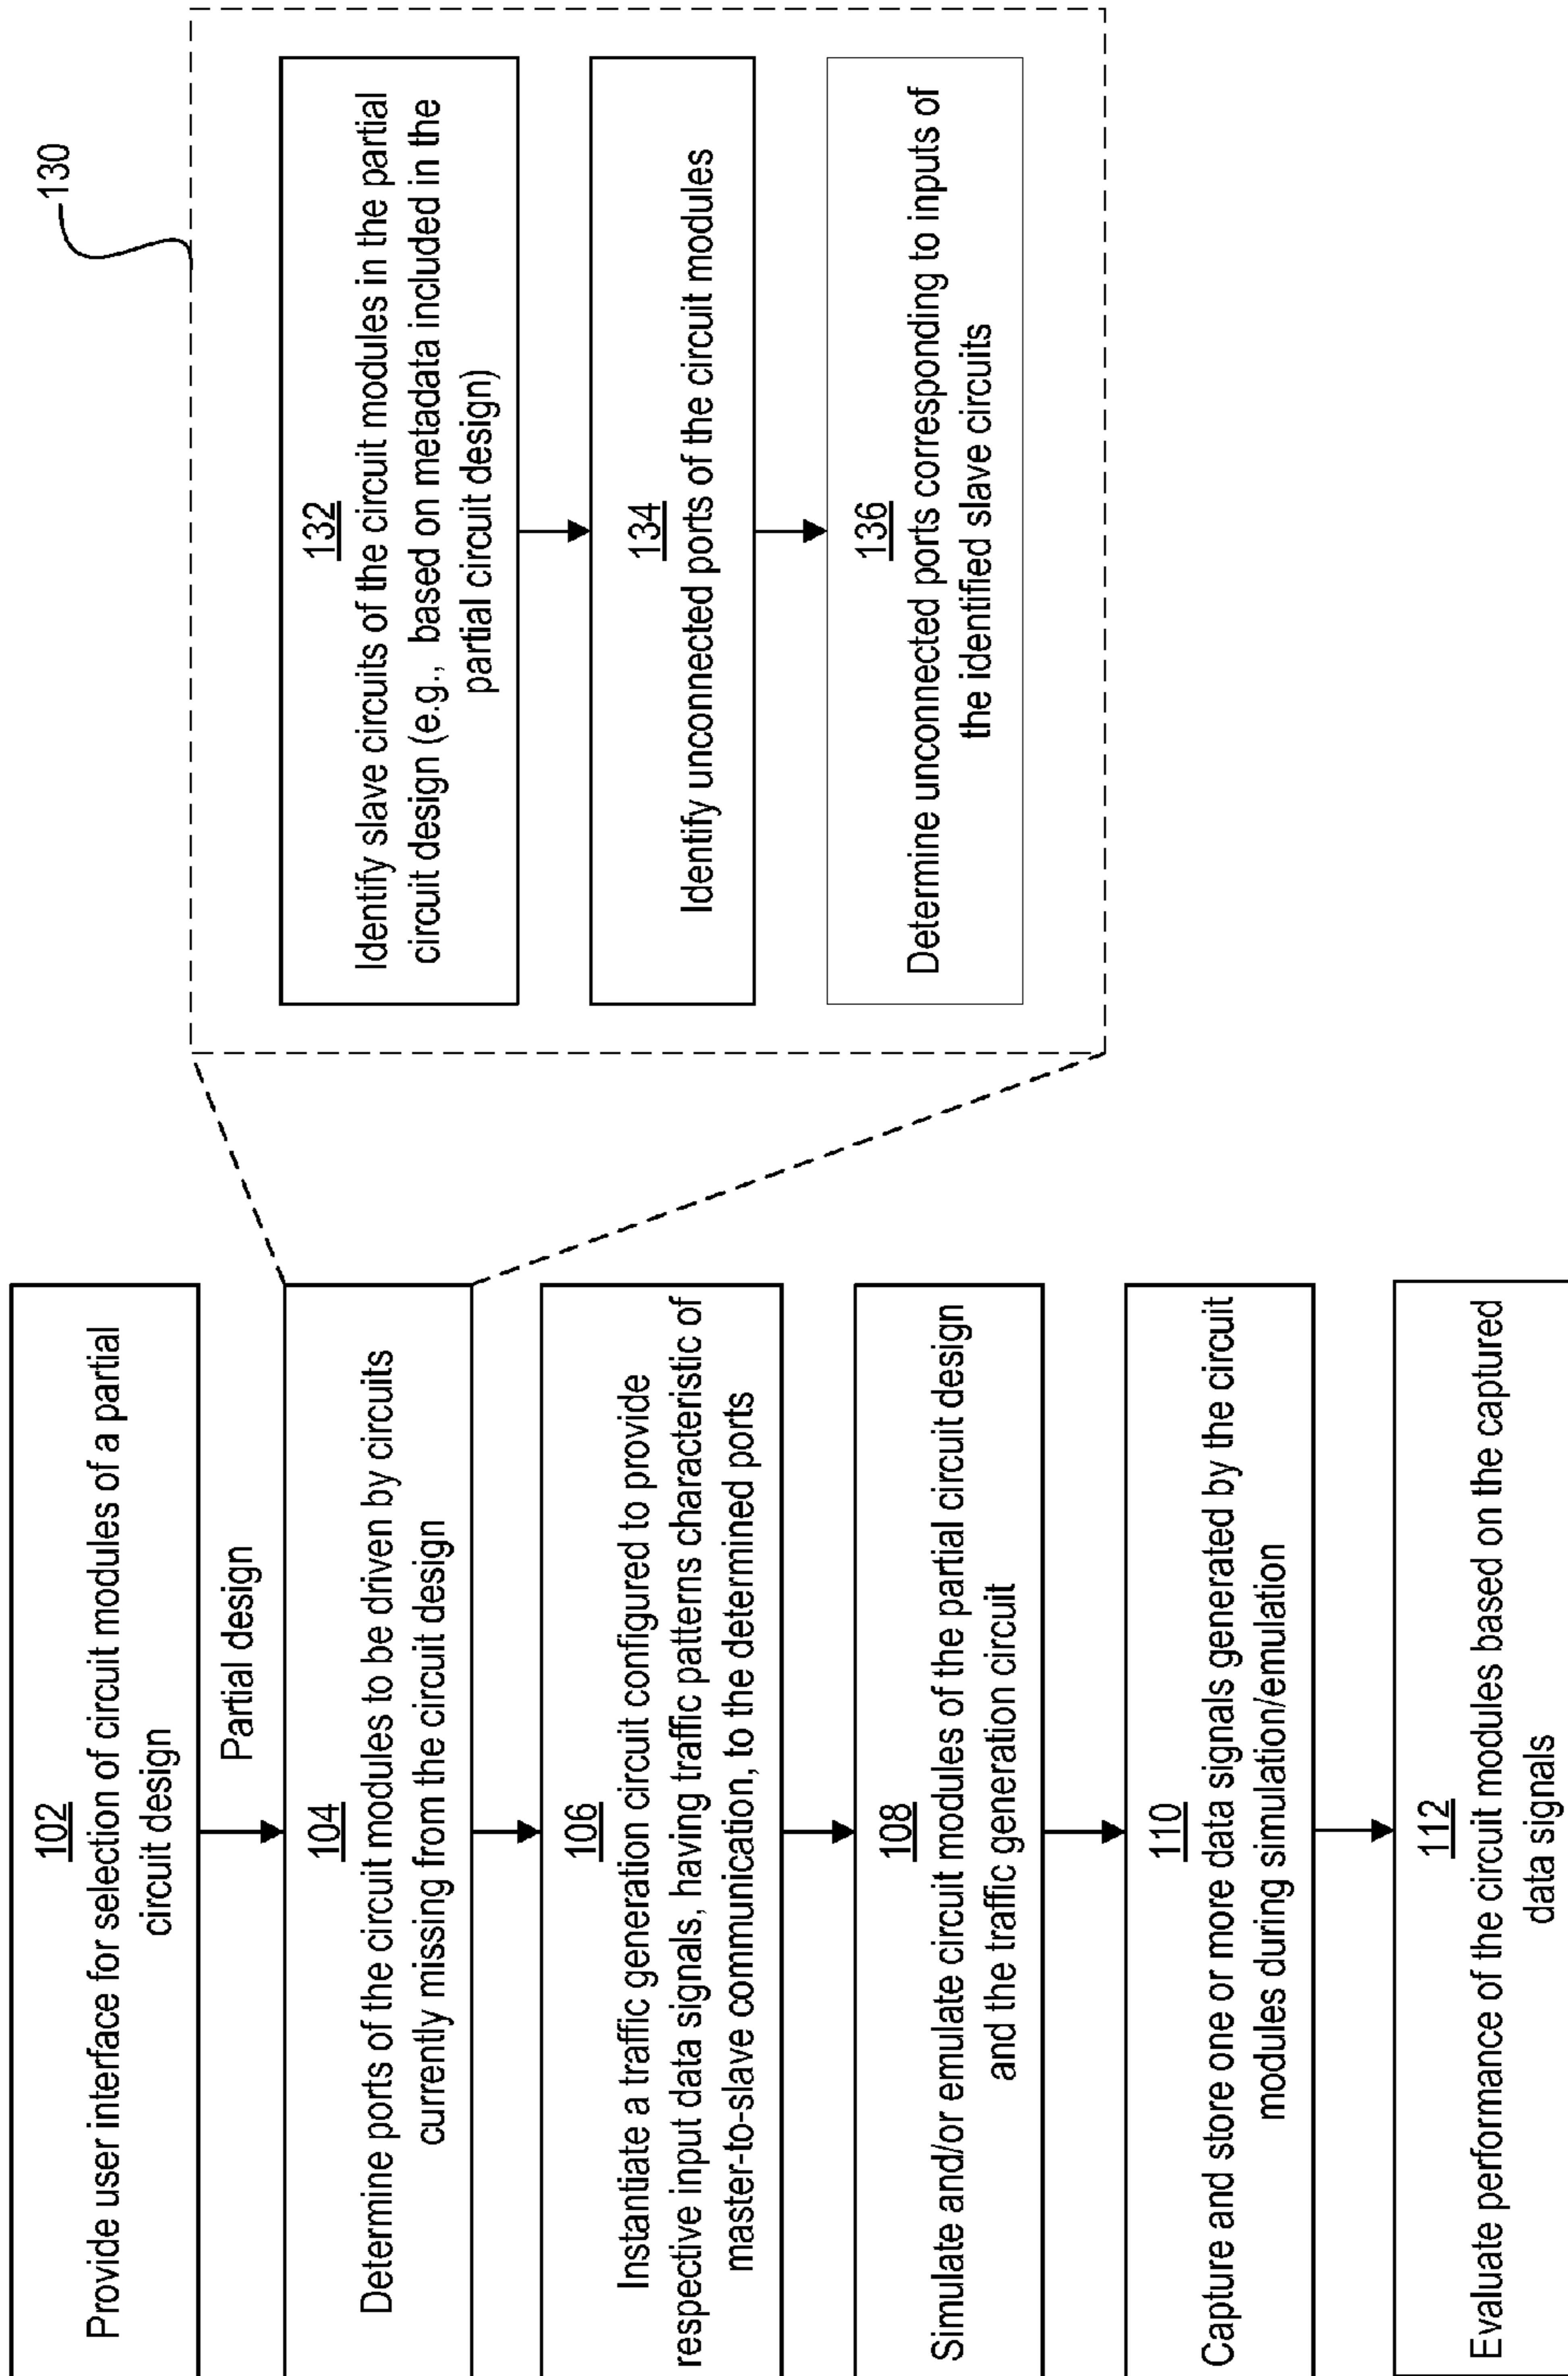 102
Provide user interface for selection of circuit modules of a partial
circuit design
Partial design
104
Determine ports of the circuit modules to be driven by circuits
currently missing from the circuit design
106
Instantiate a traffic generation circuit configured to provide
respective input data signals, having traffic patterns characteristic of
master-to-slave communication, to the determined ports
108
Simulate and/or emulate circuit modules of the partial circuit design
and the traffic generation circuit
110
Capture and store one or more data signals generated by the circuit
modules during simulation/emulation
112
Evaluate performance of the circuit modules based on the captured
data signals
130
132
Identify slave circuits of the circuit modules in the partial
circuit design (e.g., based on metadata included in the
partial circuit design)
134
Identify unconnected ports of the circuit modules
136
Determine unconnected ports corresponding to inputs of
the identified slave circuits